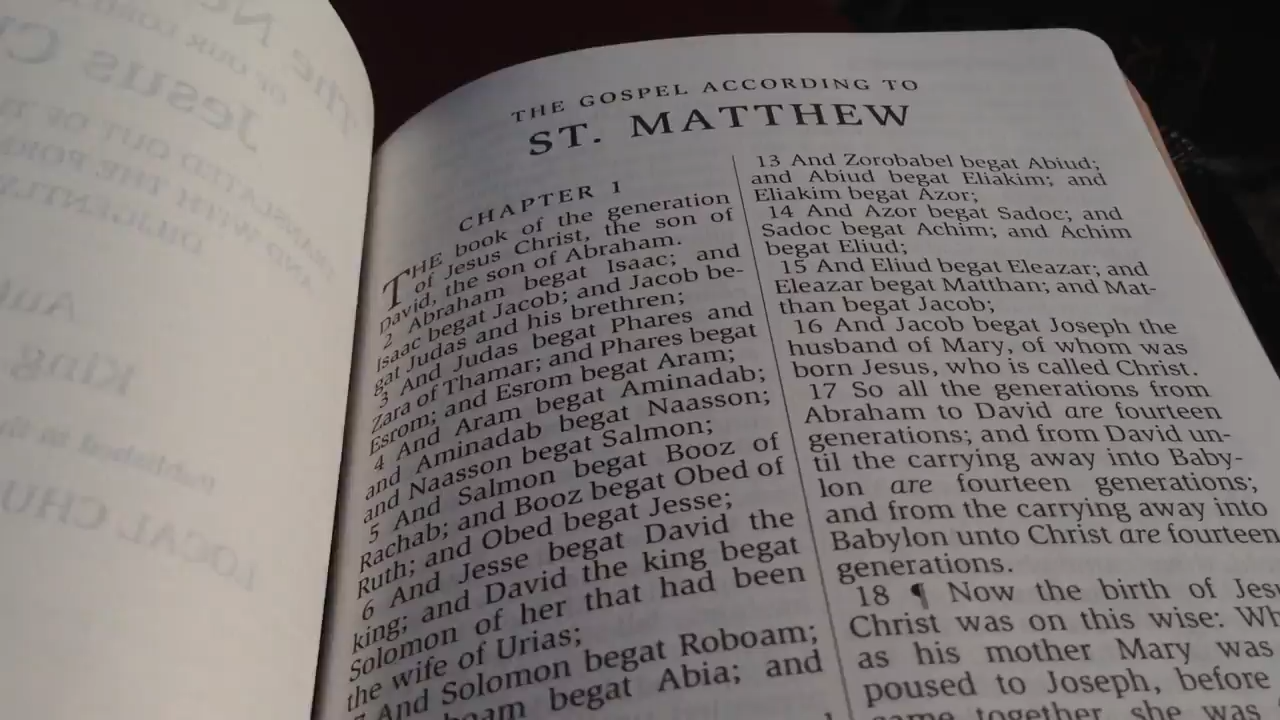 THE GOSPEL ACCORDING TO
ST. MATTHEW
CHAPTER 1
THE book of the generation
of Jesus Christ, the son of
David, the son of Abraham.
2 Abraham begat Isaac; and
Isaac begat Jacob; and Jacob be-
gat Judas and his brethren;
3 And Judas begat Phares and
Zara of Thamar; and Phares begat
Esrom; and Esrom begat Aram;
4 And Aram begat Aminadab;
and Aminadab begat Naasson;
and Naasson begat Salmon;
5 And Salmon begat Booz of
Rachab; and Booz begat Obed of
Ruth; and Obed begat Jesse;
6 And Jesse begat David the
king; and David the king begat
Solomon of her that had been
the wife of Urias;
7 And Solomon begat Roboam;
begat Abia; and
13 And Zorobabel begat Abiud;
and Abiud begat Eliakim; and
Eliakim begat Azor;
14 And Azor begat Sadoc; and
Sadoc begat Achim; and Achim
begat Eliud;
15 And Eliud begat Eleazar; and
Eleazar begat Matthan; and Mat-
than begat Jacob;
16 And Jacob begat Joseph the
husband of Mary, of whom was
born Jesus, who is called Christ.
17 So all the generations from
Abraham to David are fourteen
generations; and from David un-
til the carrying away into Baby-
lon are fourteen generations;
and from the carrying away into
Babylon unto Christ are fourteen
generations.
18 ¶ Now the birth of Jesu
Christ was on this wise: Wh
as his mother Mary was
poused to Joseph, before
came together, she was